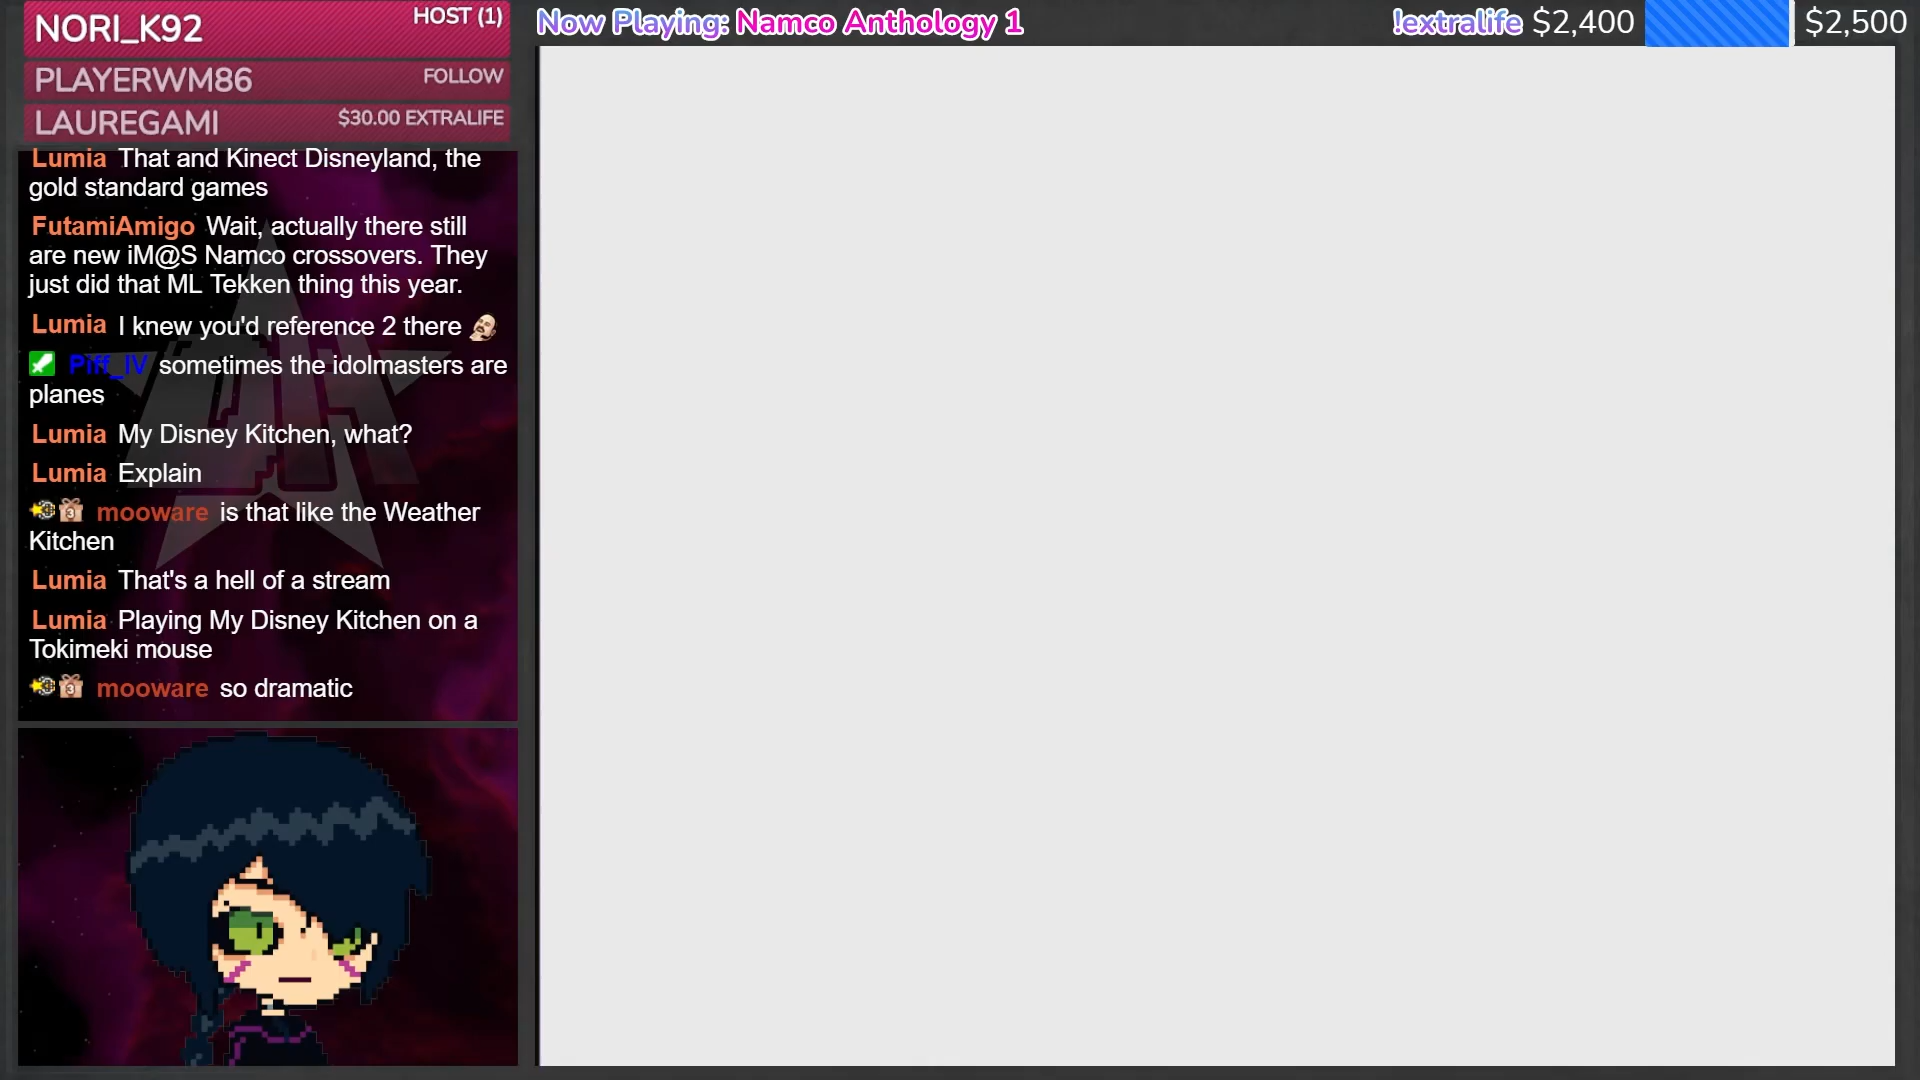 NORI_K92 HOST (1)
PLAYERWM86 FOLLOW
LAUREGAMI $30.00 EXTRALIFE
Lumia That and Kinect Disneyland, the
gold standard games
FutamiAmigo Wait, actually there still
are new iM@S Namco crossovers. They
just did that ML Tekken thing this year.
Lumia I knew you'd reference 2 there
Piff_IV sometimes the idolmasters are
planes
Lumia My Disney Kitchen, what?
Lumia Explain
3 mooware is that like the Weather
Kitchen
Lumia That's a hell of a stream
Lumia Playing My Disney Kitchen on a
Tokimeki mouse
3 mooware so dramatic
Now Playing: Namco Anthology 1
!extralife $2,400 $2,500